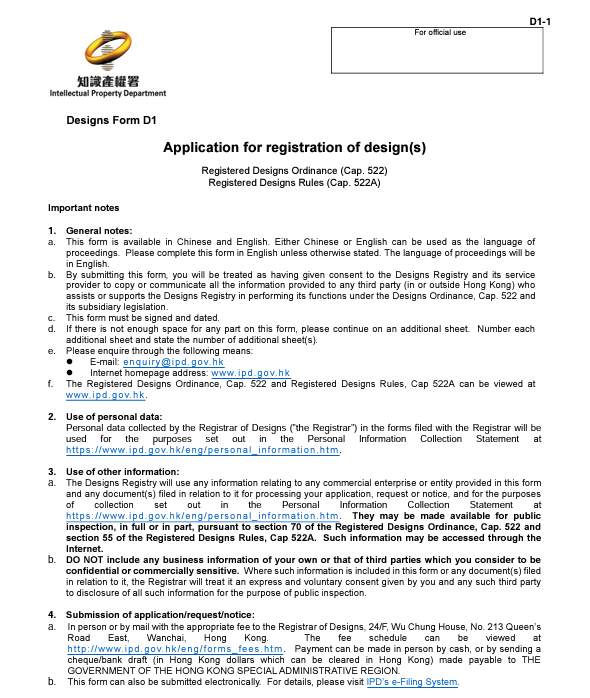 D1-1
For official use
知識產權署
Intellectual Property Department
Designs Form D1
Application for registration of design(s)
Registered Designs Ordinance (Cap. 522)
Registered Designs Rules (Cap. 522A)
Important notes
1. General notes:
a. This form is available in Chinese and English. Either Chinese or English can be used as the language of
proceedings. Please complete this form in English unless otherwise stated. The language of proceedings will be
in English.
b. By submitting this form, you will be treated as having given consent to the Designs Registry and its service
provider to copy or communicate all the information provided to any third party (in or outside Hong Kong) who
assists or supports the Designs Registry in performing its functions under the Designs Ordinance, Cap. 522 and
its subsidiary legislation.
c. This form must be signed and dated.
d. If there is not enough space for any part on this form, please continue on an additional sheet. Number each
additional sheet and state the number of additional sheet(s).
e. Please enquire through the following means:
● E-mail: enquiry@ipd.gov.hk
● Internet homepage address: www.ipd.gov.hk
f. The Registered Designs Ordinance, Cap. 522 and Registered Designs Rules, Cap 522A can be viewed at
www.ipd.gov.hk.
2. Use of personal data:
Personal data collected by the Registrar of Designs ("the Registrar") in the forms filed with the Registrar will be
used for the purposes set out in the Personal Information Collection Statement at
https://www.ipd.gov.hk/eng/personal_information.htm.
3. Use of other information:
a. The Designs Registry will use any information relating to any commercial enterprise or entity provided in this form
and any document(s) filed in relation to it for processing your application, request or notice, and for the purposes
of collection set out in the Personal Information Collection Statement at
https://www.ipd.gov.hk/eng/personal_information.htm. They may be made available for public
inspection, in full or in part, pursuant to section 70 of the Registered Designs Ordinance, Cap. 522 and
section 55 of the Registered Designs Rules, Cap 522A. Such information may be accessed through the
Internet.
b. DO NOT include any business information of your own or that of third parties which you consider to be
confidential or commercially sensitive. Where such information is included in this form or any document(s) filed
in relation to it, the Registrar will treat it an express and voluntary consent given by you and any such third party
to disclosure of all such information for the purpose of public inspection.
4. Submission of application/request/notice:
a. In person or by mail with the appropriate fee to the Registrar of Designs, 24/F, Wu Chung House, No. 213 Queen's
Road East, Wanchai, Hong Kong. The fee schedule can be viewed at
http://www.ipd.gov.hk/eng/forms_fees.htm. Payment can be made in person by cash, or by sending a
cheque/bank draft (in Hong Kong dollars which can be cleared in Hong Kong) made payable to THE
GOVERNMENT OF THE HONG KONG SPECIAL ADMINISTRATIVE REGION.
b. This form can also be submitted electronically. For details, please visit IPD's e-Filing System.